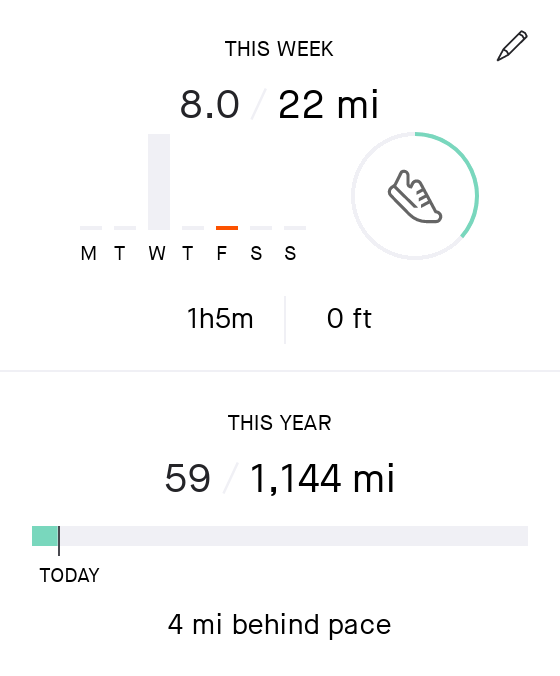 THIS WEEK
8.0 / 22 mi
M T W T F S S
1h5m 0 ft
THIS YEAR
59 / 1,144 mi
TODAY
4 mi behind pace